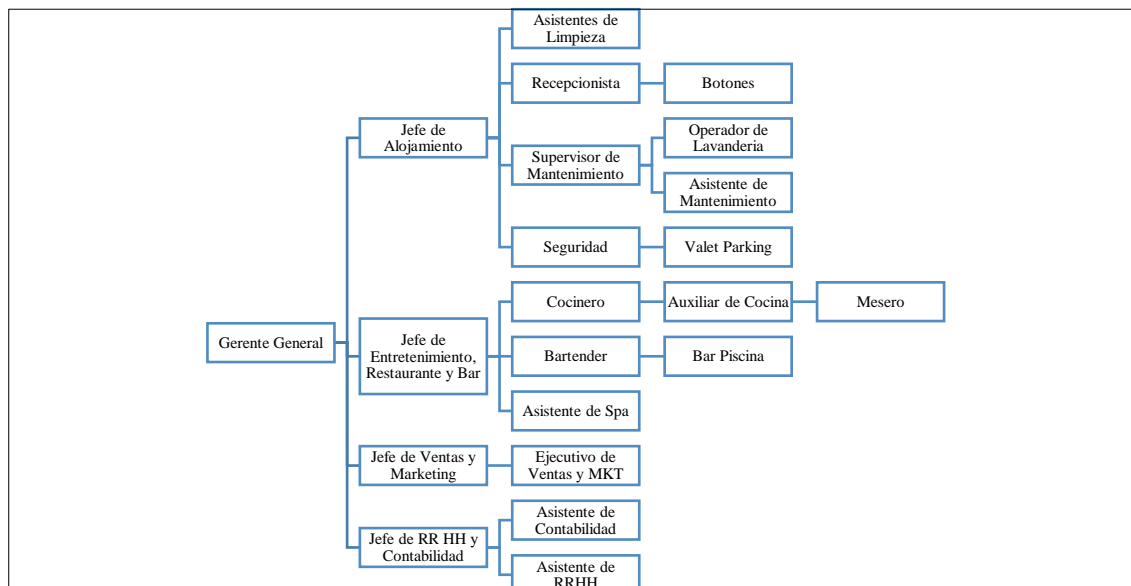 Asistentes de
Limpieza
Recepcionista
Botones
Jefe de
Alojamiento
Operador de
Lavanderia
Supervisor de
Mantenimiento
Asistente de
Mantenimiento
Seguridad
Valet Parking
Cocinero
Auxiliar de Cocina
Mesero
Gerente General
Jefe de
Entretenimiento,
Restaurante y Bar
Bartender
Bar Piscina
Asistente de Spa
Jefe de Ventas y
Marketing
Ejecutivo de
Ventas y MKT
Asistente de
Contabilidad
Jefe de RR HH y
Contabilidad
Asistente de
RRHH